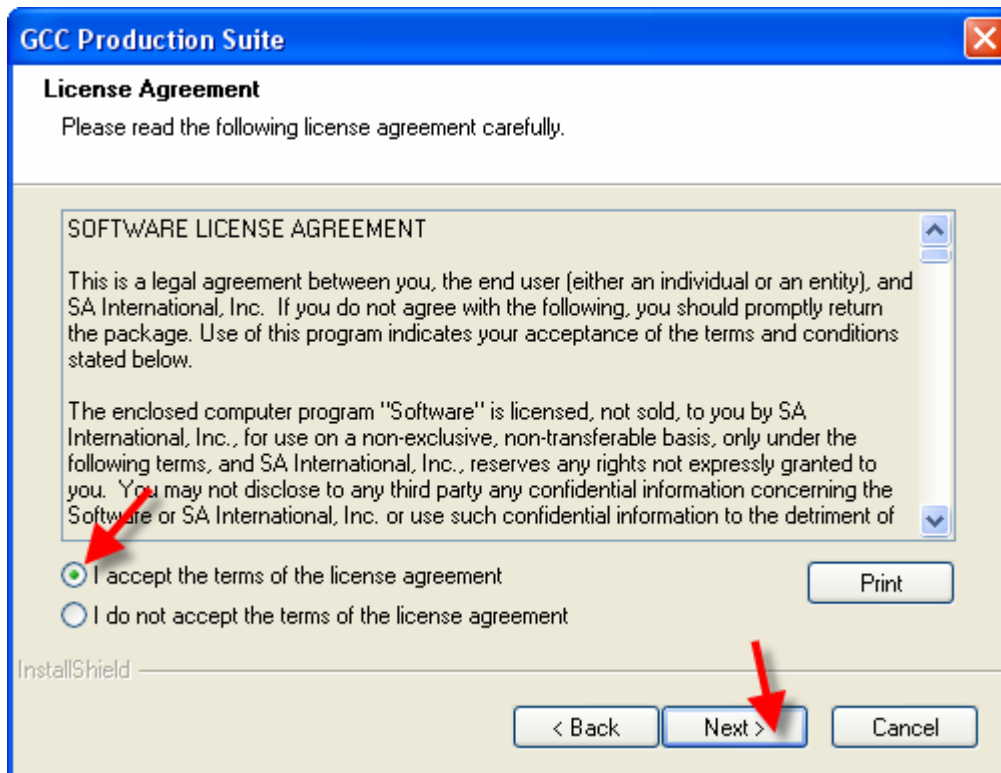 GCC Production Suite
License Agreement
Please read the following license agreement carefully.
SOFTWARE LICENSE AGREEMENT
This is a legal agreement between you, the end user (either an individual or an entity), and
SA International, Inc.  If you do not agree with the following, you should promptly return
the package. Use of this program indicates your acceptance of the terms and conditions
stated below.
The enclosed computer program "Software" is licensed, not sold, to you by SA
International, Inc., for use on a non-exclusive, non-transferable basis, only under the
following terms, and SA International, Inc., reserves any rights not expressly granted to
you.  You may not disclose to any third party any confidential information concerning the
Software or SA International, Inc. or use such confidential information to the detriment of
I accept the terms of the license agreement
Print
I do not accept the terms of the license agreement
InstallShield
< Back
Next >
Cancel